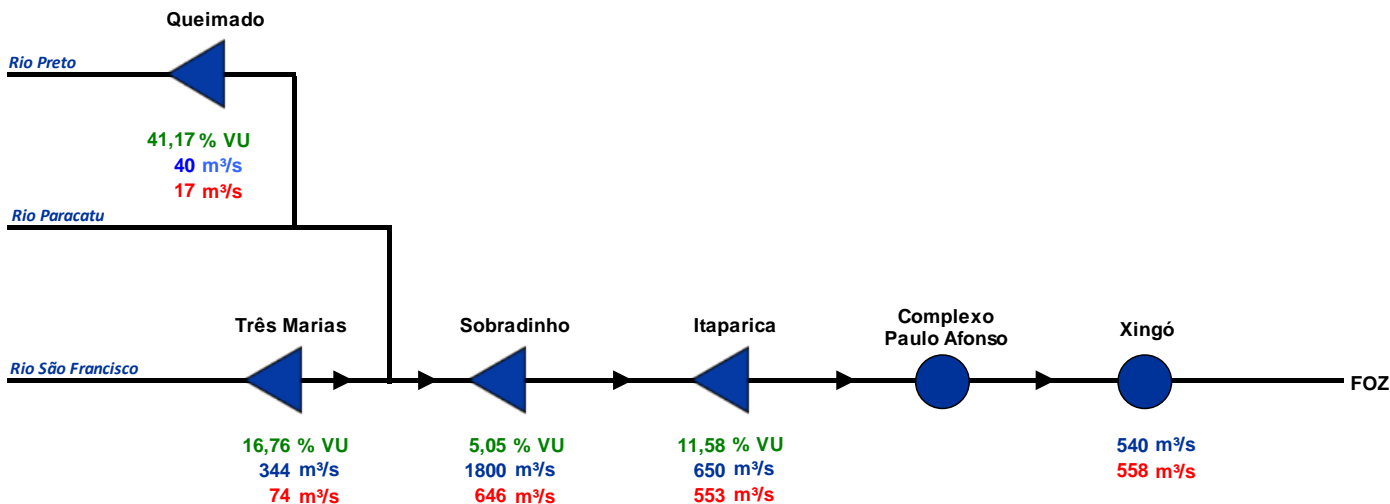 Queimado
Rio Preto
41,17 % VU
40 m³/s
17 m³/s
Rio Paracatu
Três Marias
Sobradinho
Itaparica
Complexo
Paulo Afonso
Xingó
Rio São Francisco
FOZ
16,76 % VU
344 m³/s
74 m³/s
5,05 % VU
1800 m³/s
646 m³/s
11,58 % VU
650 m³/s
553 m³/s
540 m³/s
558 m³/s